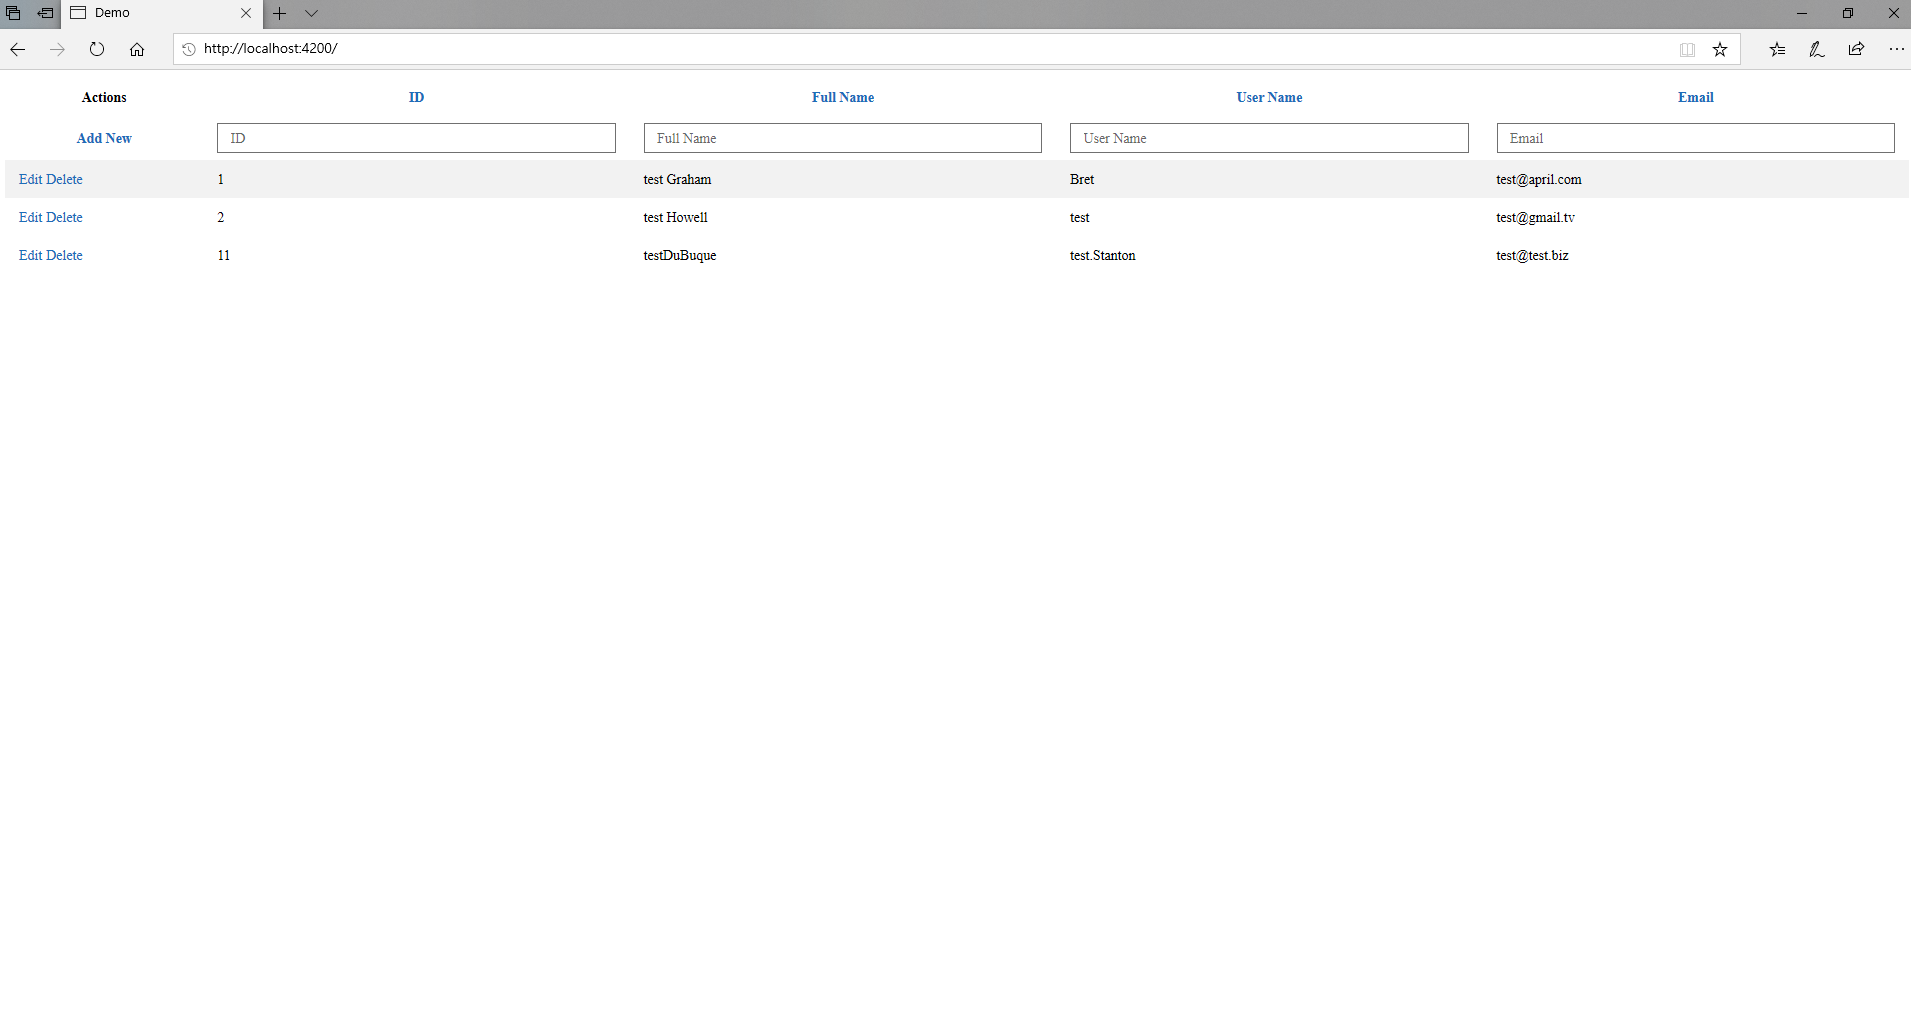 Demo
http://localhost:4200/
Actions ID Full Name User Name Email
Add New ID Full Name User Name Email
Edit Delete 1 test Graham Bret test@april.com
Edit Delete 2 test Howell test test@gmail.tv
Edit Delete 11 testDuBuque test.Stanton test@test.biz